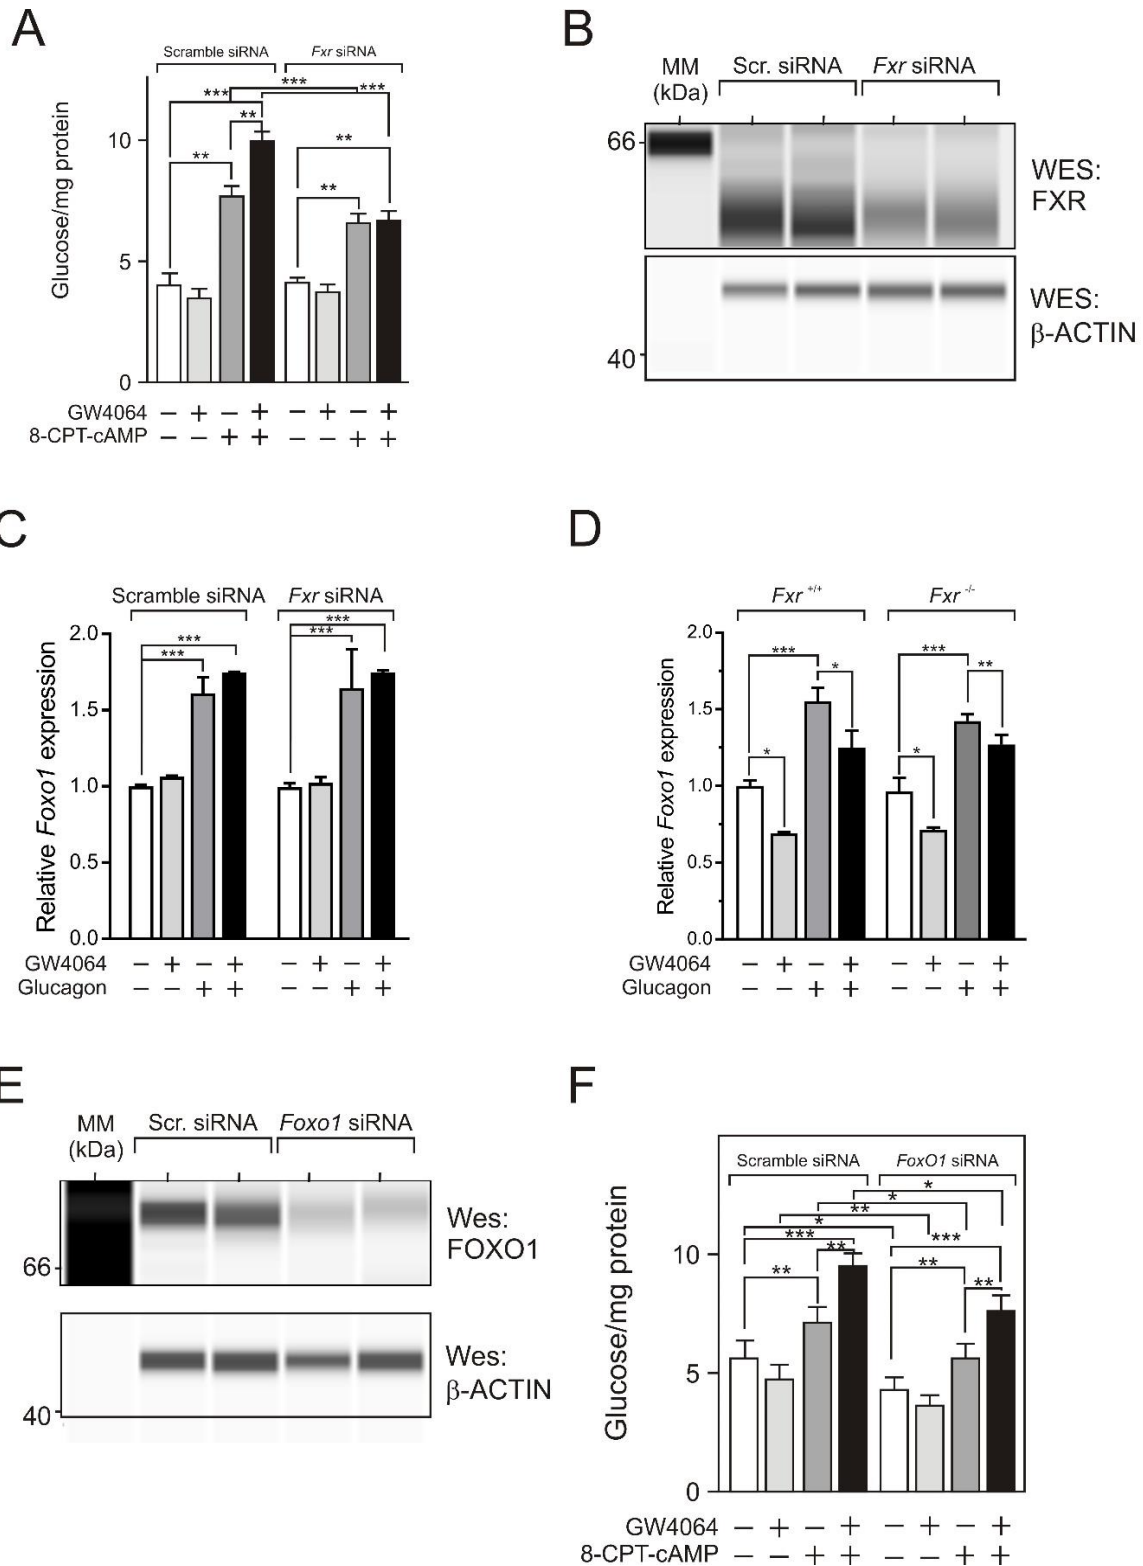 A
Scramble siRNA Fxr siRNA
*** ***
*** **
** **
**
Glucose/mg protein
10
5
0
GW4064 – + – + – + – +
8-CPT-cAMP – – + + – – + +
B
MM (kDa)
Scr. siRNA Fxr siRNA
66
WES:
FXR
WES:
β-ACTIN
40
C
Scramble siRNA Fxr siRNA
*** ***
*** ***
Relative Foxo1 expression
2.0
1.5
1.0
0.5
0.0
GW4064 – + – + – + – +
Glucagon – – + + – – + +
D
Fxr +/+ Fxr -/-
*** * *** **
* *
Relative Foxo1 expression
2.0
1.5
1.0
0.5
0.0
GW4064 – + – + – + – +
Glucagon – – + + – – + +
E
MM
(kDa)
Scr. siRNA Foxo1 siRNA
66
Wes:
FOXO1
Wes:
β-ACTIN
40
F
Scramble siRNA FoxO1 siRNA
*
*
**
*
*** ***
** **
** **
Glucose/mg protein
10
5
0
GW4064 – + – + – + – +
8-CPT-cAMP – – + + – – + +